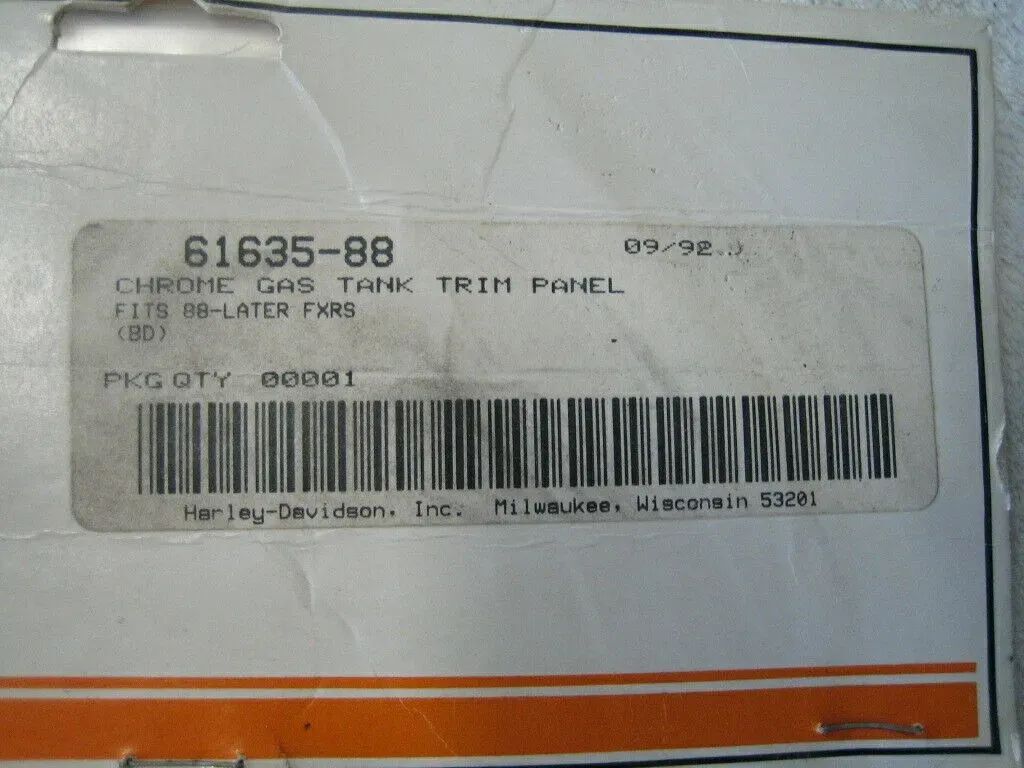 61635-88 09/92
CHROME GAS TANK TRIM PANEL
FITS 88-LATER FXRS
(BD)
PKG QTY 00001
Harley-Davidson, Inc. Milwaukee, Wisconsin 53201